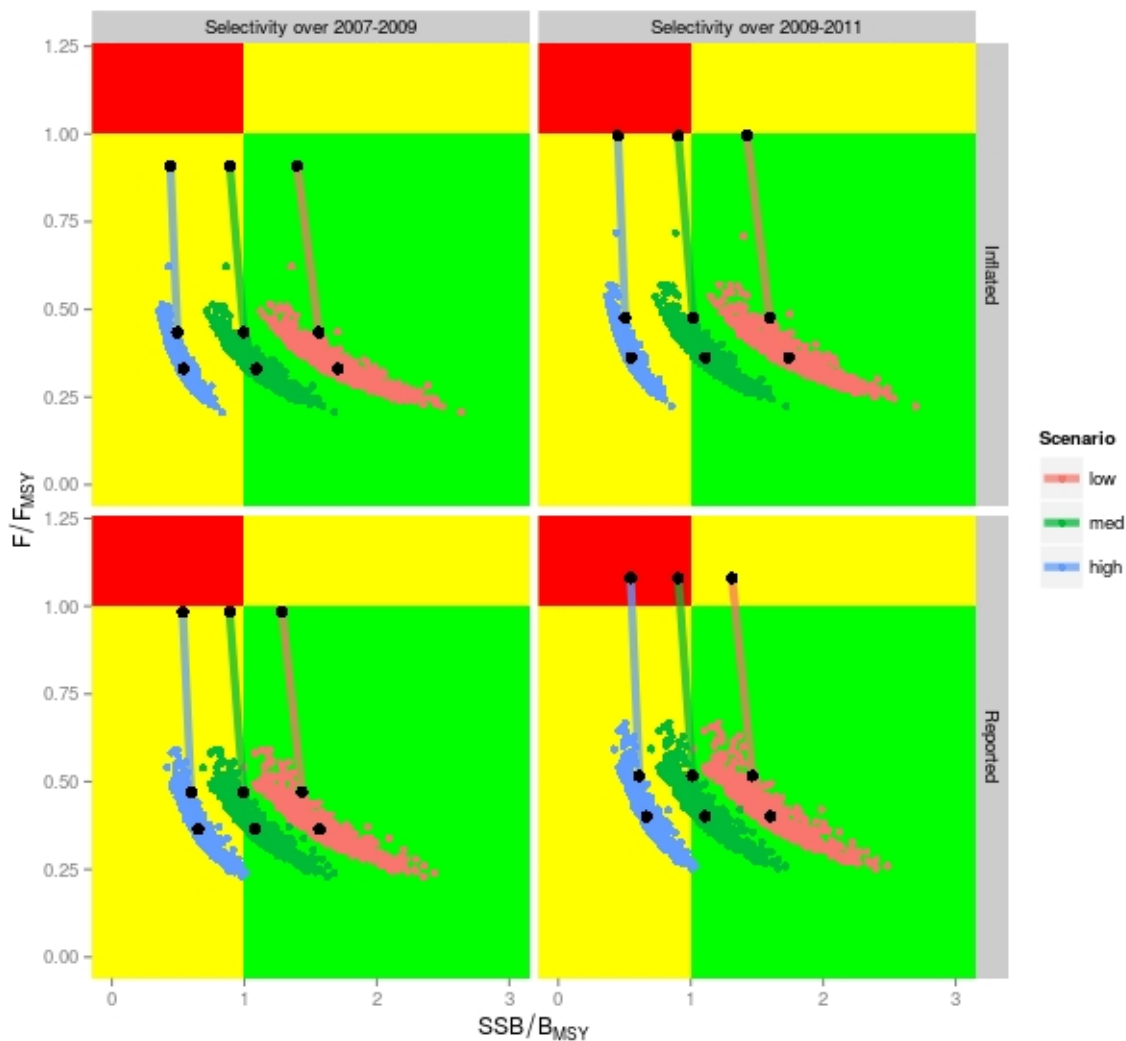 Selectivity over 2007-2009
Selectivity over 2009-2011
1.25
1.00
0.75
0.50
0.25
0.00
Inflated
1.25
1.00
0.75
0.50
0.25
0.00
Reported
F/F_MSY
0 1 2 3
0 1 2 3
SSB/B_MSY
Scenario
low
med
high